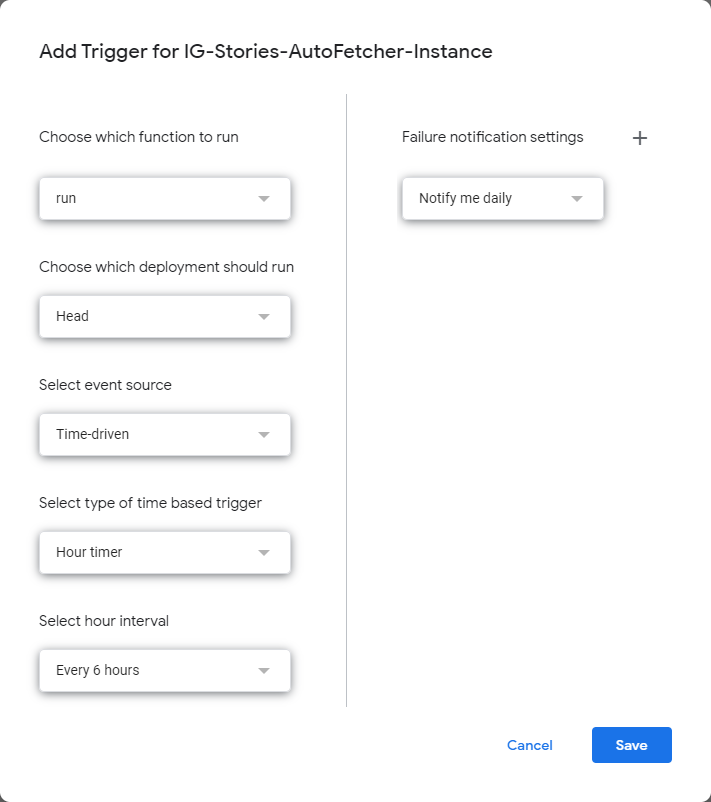 Add Trigger for IG-Stories-AutoFetcher-Instance
Choose which function to run
run
Choose which deployment should run
Head
Select event source
Time-driven
Select type of time based trigger
Hour timer
Select hour interval
Every 6 hours
Failure notification settings
Notify me daily
Cancel
Save